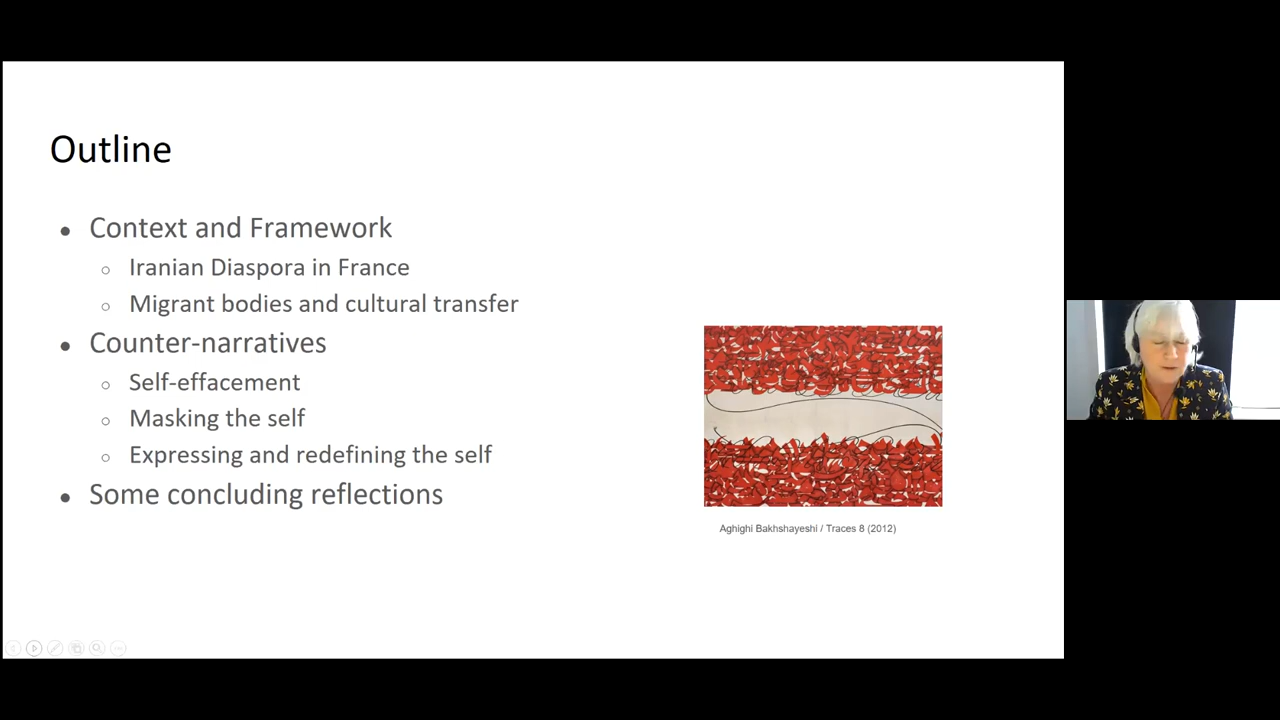 Outline
Context and Framework
Iranian Diaspora in France
Migrant bodies and cultural transfer
Counter-narratives
Self-effacement
Masking the self
Expressing and redefining the self
Some concluding reflections
Aghighi Bakhshayeshi / Traces 8 (2012)